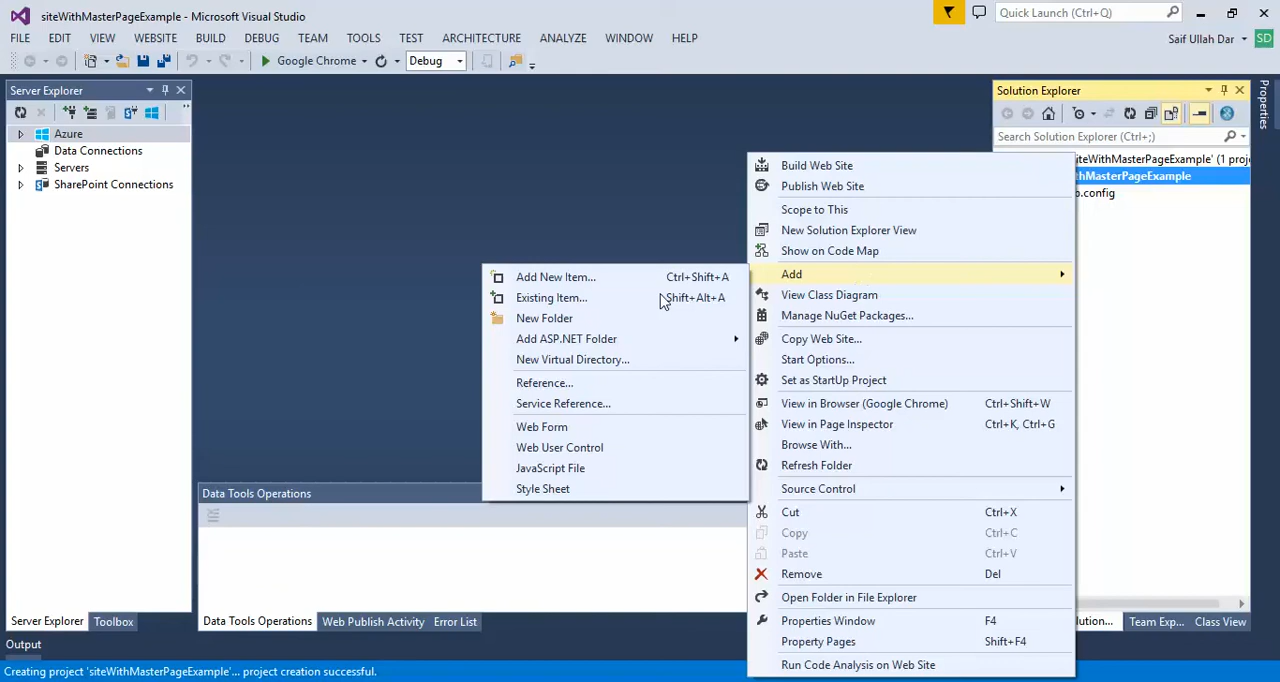 siteWithMasterPageExample - Microsoft Visual Studio
Quick Launch (Ctrl+Q)
FILE EDIT VIEW WEBSITE BUILD DEBUG TEAM TOOLS TEST ARCHITECTURE ANALYZE WINDOW HELP
Saif Ullah Dar SD
Google Chrome Debug
Server Explorer
Azure
Data Connections
Servers
SharePoint Connections
Solution Explorer
Search Solution Explorer (Ctrl+;)
siteWithMasterPageExample' (1 proje
thMasterPageExample
.config
Properties
Build Web Site
Publish Web Site
Scope to This
New Solution Explorer View
Show on Code Map
Add
View Class Diagram
Manage NuGet Packages...
Copy Web Site...
Start Options...
Set as StartUp Project
View in Browser (Google Chrome) Ctrl+Shift+W
View in Page Inspector Ctrl+K, Ctrl+G
Browse With...
Refresh Folder
Source Control
Cut Ctrl+X
Copy Ctrl+C
Paste Ctrl+V
Remove Del
Open Folder in File Explorer
Properties Window F4
Property Pages Shift+F4
Run Code Analysis on Web Site
Add New Item... Ctrl+Shift+A
Existing Item... Shift+Alt+A
New Folder
Add ASP.NET Folder
New Virtual Directory...
Reference...
Service Reference...
Web Form
Web User Control
JavaScript File
Style Sheet
Data Tools Operations
Server Explorer Toolbox
Data Tools Operations Web Publish Activity Error List
olution... Team Exp... Class View
Output
Creating project 'siteWithMasterPageExample'... project creation successful.